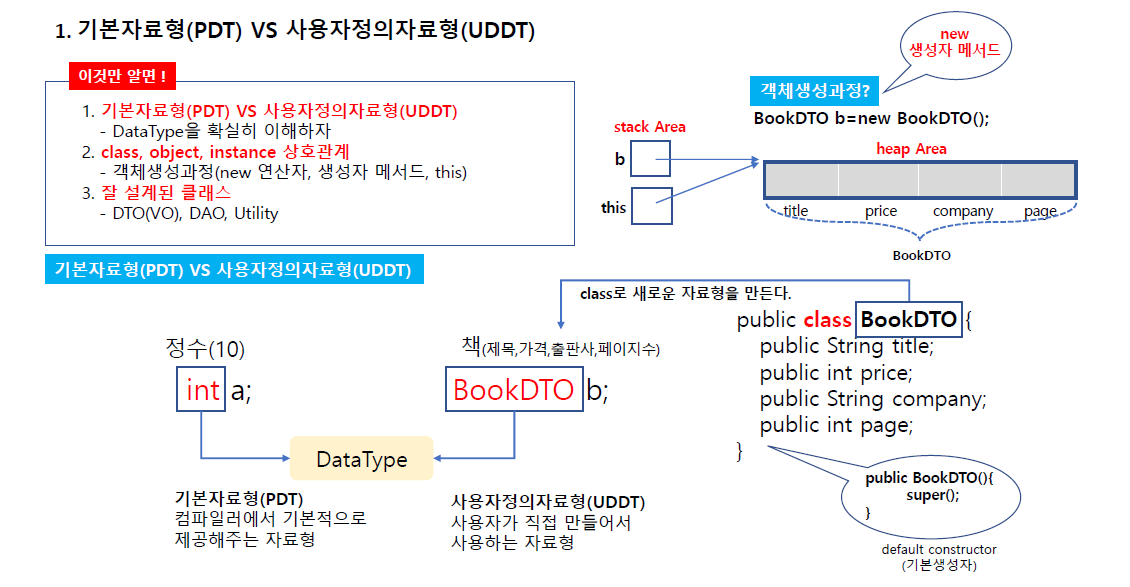 1. 기본자료형(PDT) VS 사용자정의자료형(UDDT)
이것만 알면 !
1. 기본자료형(PDT) VS 사용자정의자료형(UDDT)
- DataType을 확실히 이해하자
2. class, object, instance 상호관계
- 객체생성과정(new 연산자, 생성자 메서드, this)
3. 잘 설계된 클래스
- DTO(VO), DAO, Utility
new
생성자 메서드
객체생성과정?
BookDTO b=new BookDTO();
stack Area
heap Area
b
this
title price company page
BookDTO
기본자료형(PDT) VS 사용자정의자료형(UDDT)
class로 새로운 자료형을 만든다.
정수(10)
int a;
책(제목,가격,출판사,페이지수)
BookDTO b;
DataType
기본자료형(PDT)
컴파일러에서 기본적으로
제공해주는 자료형
사용자정의자료형(UDDT)
사용자가 직접 만들어서
사용하는 자료형
public class BookDTO {
public String title;
public int price;
public String company;
public int page;
}
public BookDTO(){
super();
}
default constructor
(기본생성자)